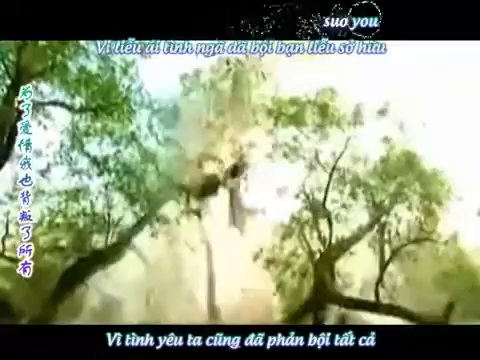 suo you
Vì liễu ái tình ngã dã bội bạn liễu sở hữu
为了爱情我也背叛了所有
Vì tình yêu ta cũng đã phản bội tất cả